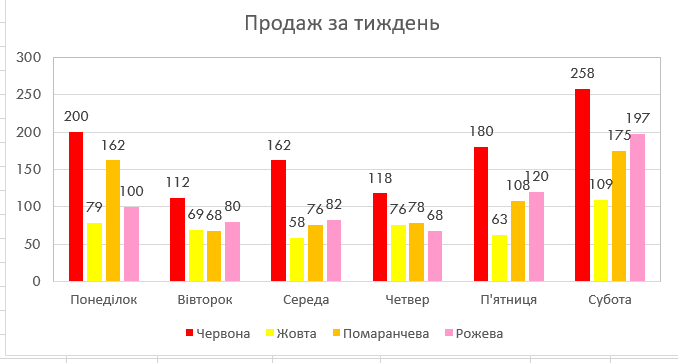 Продаж за тиждень
300
250
200
150
100
50
0
200 79 162 100
112 69 68 80
162 58 76 82
118 76 78 68
180 63 108 120
258 109 175 197
Понеділок Вівторок Середа Четвер П'ятниця Субота
Червона Жовта Помаранчева Рожева